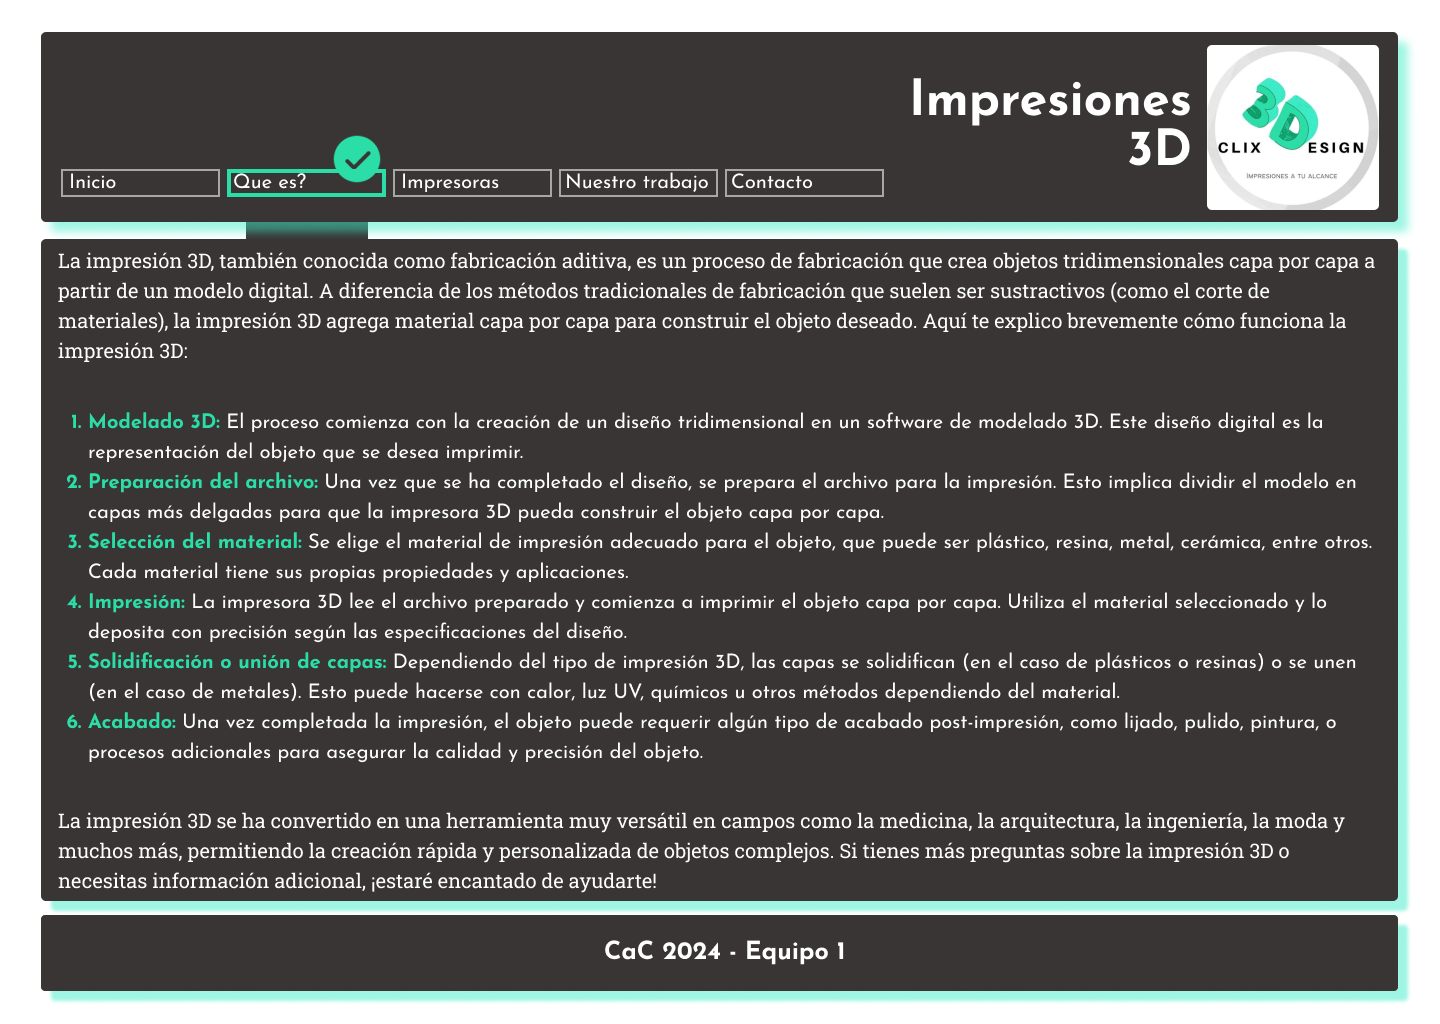 Impresiones
3D
3D
CLIX ESIGN
IMPRESIONES A TU ALCANCE
Inicio
Que es?
Impresoras
Nuestro trabajo
Contacto
La impresión 3D, también conocida como fabricación aditiva, es un proceso de fabricación que crea objetos tridimensionales capa por capa a
partir de un modelo digital. A diferencia de los métodos tradicionales de fabricación que suelen ser sustractivos (como el corte de
materiales), la impresión 3D agrega material capa por capa para construir el objeto deseado. Aquí te explico brevemente cómo funciona la
impresión 3D:
1. Modelado 3D: El proceso comienza con la creación de un diseño tridimensional en un software de modelado 3D. Este diseño digital es la
representación del objeto que se desea imprimir.
2. Preparación del archivo: Una vez que se ha completado el diseño, se prepara el archivo para la impresión. Esto implica dividir el modelo en
capas más delgadas para que la impresora 3D pueda construir el objeto capa por capa.
3. Selección del material: Se elige el material de impresión adecuado para el objeto, que puede ser plástico, resina, metal, cerámica, entre otros.
Cada material tiene sus propias propiedades y aplicaciones.
4. Impresión: La impresora 3D lee el archivo preparado y comienza a imprimir el objeto capa por capa. Utiliza el material seleccionado y lo
deposita con precisión según las especificaciones del diseño.
5. Solidificación o unión de capas: Dependiendo del tipo de impresión 3D, las capas se solidifican (en el caso de plásticos o resinas) o se unen
(en el caso de metales). Esto puede hacerse con calor, luz UV, químicos u otros métodos dependiendo del material.
6. Acabado: Una vez completada la impresión, el objeto puede requerir algún tipo de acabado post-impresión, como lijado, pulido, pintura, o
procesos adicionales para asegurar la calidad y precisión del objeto.
La impresión 3D se ha convertido en una herramienta muy versátil en campos como la medicina, la arquitectura, la ingeniería, la moda y
muchos más, permitiendo la creación rápida y personalizada de objetos complejos. Si tienes más preguntas sobre la impresión 3D o
necesitas información adicional, ¡estaré encantado de ayudarte!
CaC 2024 - Equipo 1